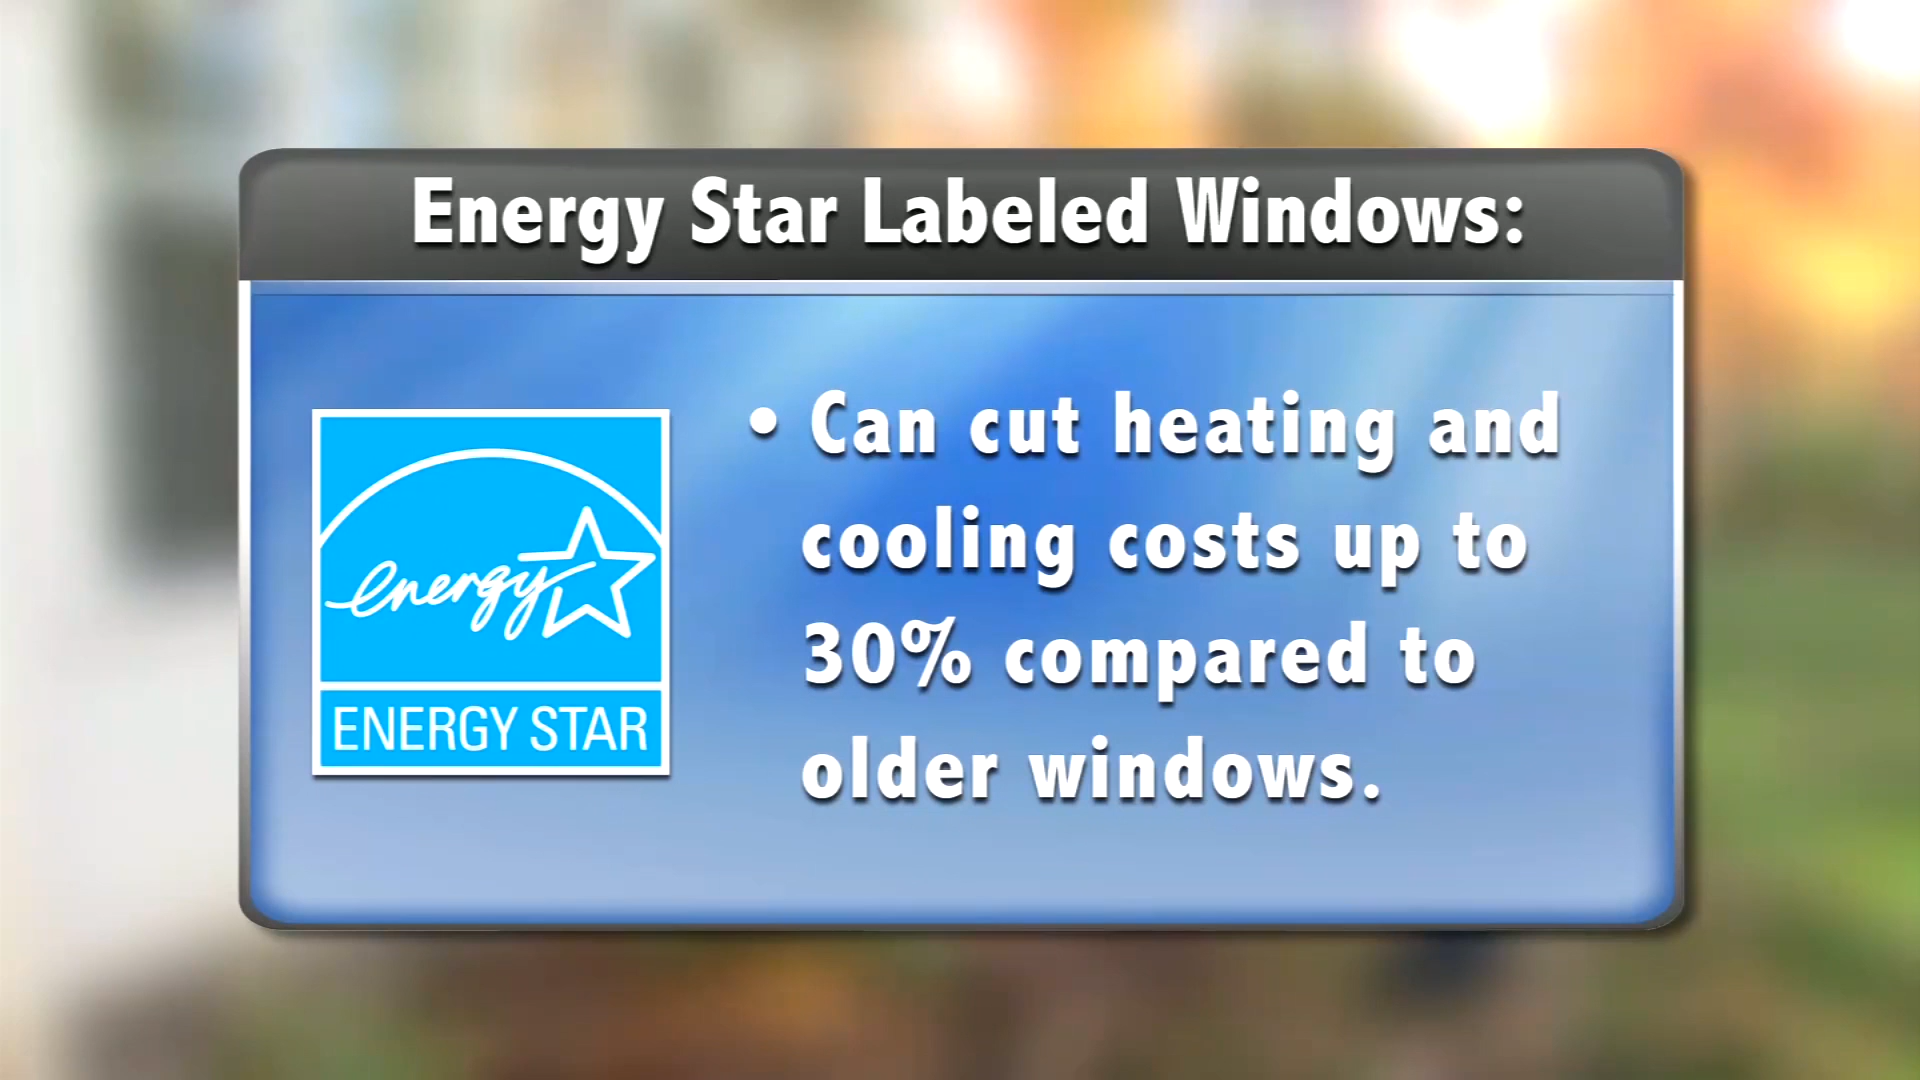 Energy Star Labeled Windows:
energy
ENERGY STAR
• Can cut heating and
cooling costs up to
30% compared to
older windows.